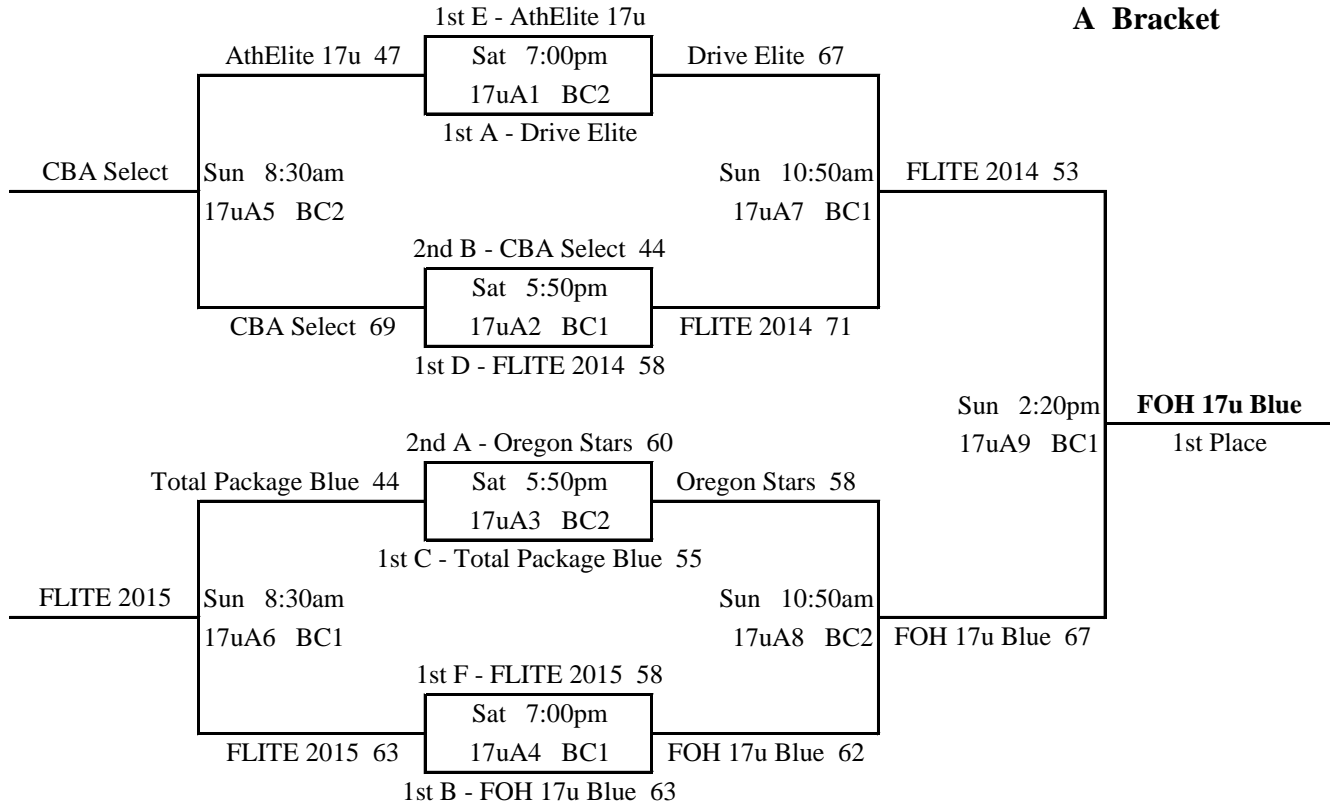 1st E - AthElite 17u
A Bracket
AthElite 17u 47
Sat 7:00pm
Drive Elite 67
17uA1 BC2
1st A - Drive Elite
CBA Select
Sun 8:30am
Sun 10:50am
FLITE 2014 53
17uA5 BC2
17uA7 BC1
2nd B - CBA Select 44
Sat 5:50pm
CBA Select 69
17uA2 BC1
FLITE 2014 71
1st D - FLITE 2014 58
Sun 2:20pm
FOH 17u Blue
17uA9 BC1
1st Place
2nd A - Oregon Stars 60
Total Package Blue 44
Sat 5:50pm
Oregon Stars 58
17uA3 BC2
1st C - Total Package Blue 55
FLITE 2015
Sun 8:30am
Sun 10:50am
17uA6 BC1
17uA8 BC2
FOH 17u Blue 67
1st F - FLITE 2015 58
Sat 7:00pm
FLITE 2015 63
17uA4 BC1
FOH 17u Blue 62
1st B - FOH 17u Blue 63